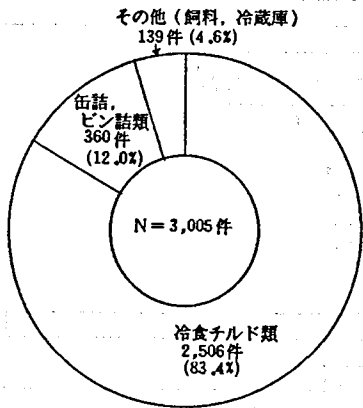 その他(飼料,冷蔵庫)
139件(4.6%)
缶詰,
ビン詰類
360件
(12.0%)
N=3,005件
冷食チルド類
2,506件
(83.4%)